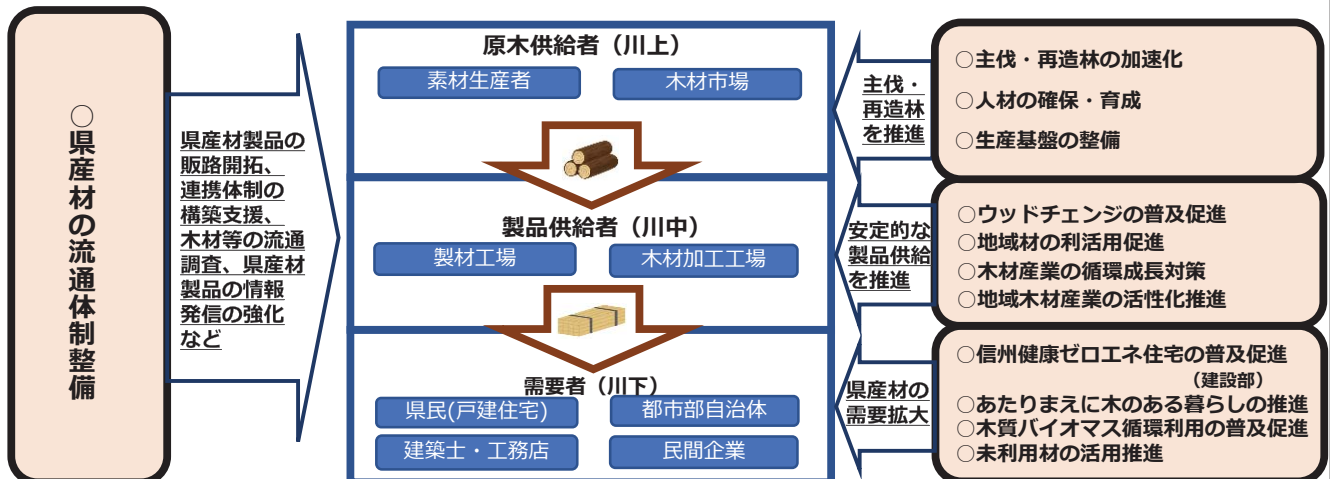 ○県産材の流通体制整備
県産材製品の
販路開拓、
連携体制の
構築支援、
木材等の流通
調査、県産材
製品の情報
発信の強化
など
原木供給者（川上）
素材生産者
木材市場
製品供給者（川中）
製材工場
木材加工工場
需要者（川下）
県民(戸建住宅)
都市部自治体
建築士・工務店
民間企業
主伐・
再造林
を推進
安定的な
製品供給
を推進
県産材の
需要拡大
○主伐・再造林の加速化
○人材の確保・育成
○生産基盤の整備
○ウッドチェンジの普及促進
○地域材の利活用促進
○木材産業の循環成長対策
○地域木材産業の活性化推進
○信州健康ゼロエネ住宅の普及促進
（建設部）
○あたりまえに木のある暮らしの推進
○木質バイオマス循環利用の普及促進
○未利用材の活用推進